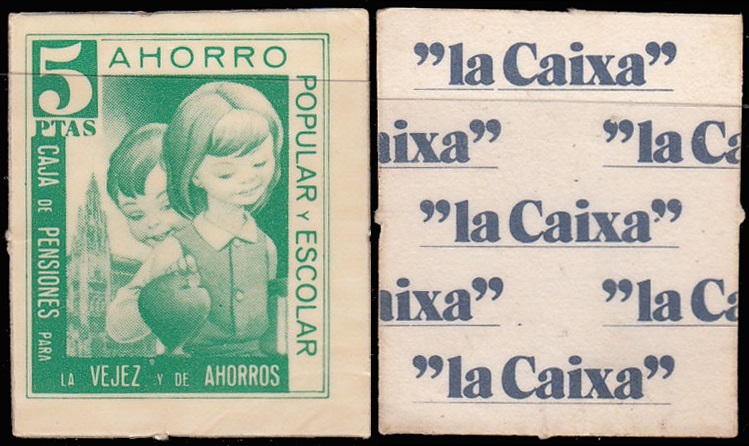 5
PTAS
AHORRO
POPULAR Y ESCOLAR
CAJA DE PENSIONES PARA
LA VEJEZ Y DE AHORROS
”la Caixa”
aixa” ”la Ca
”la Caixa”
aixa” ”la Ca
”la Caixa”